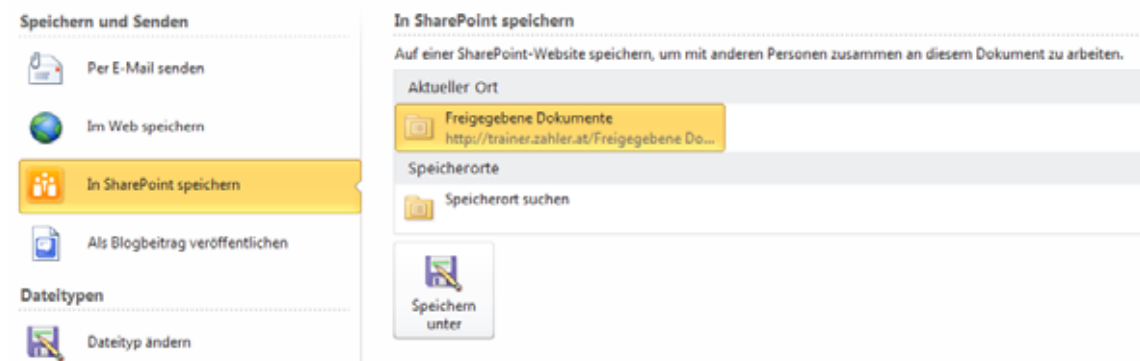 Speichern und Senden
Per E-Mail senden
Im Web speichern
In SharePoint speichern
Als Blogbeitrag veröffentlichen
Dateitypen
Dateityp ändern
In SharePoint speichern
Auf einer SharePoint-Website speichern, um mit anderen Personen zusammen an diesem Dokument zu arbeiten.
Aktueller Ort
Freigegebene Dokumente
http://trainer.zahler.at/Freigegebene Do...
Speicherorte
Speicherort suchen
Speichern
unter